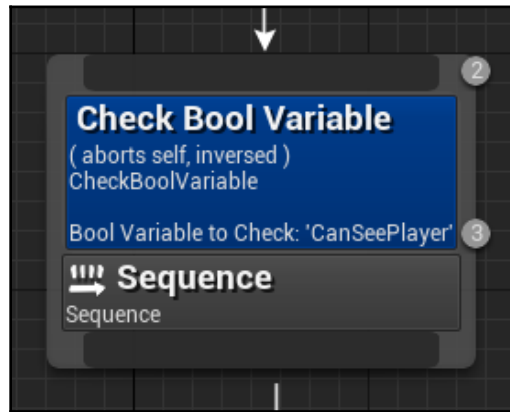 2
Check Bool Variable
( aborts self, inversed )
CheckBoolVariable
Bool Variable to Check: 'CanSeePlayer'
3
Sequence
Sequence